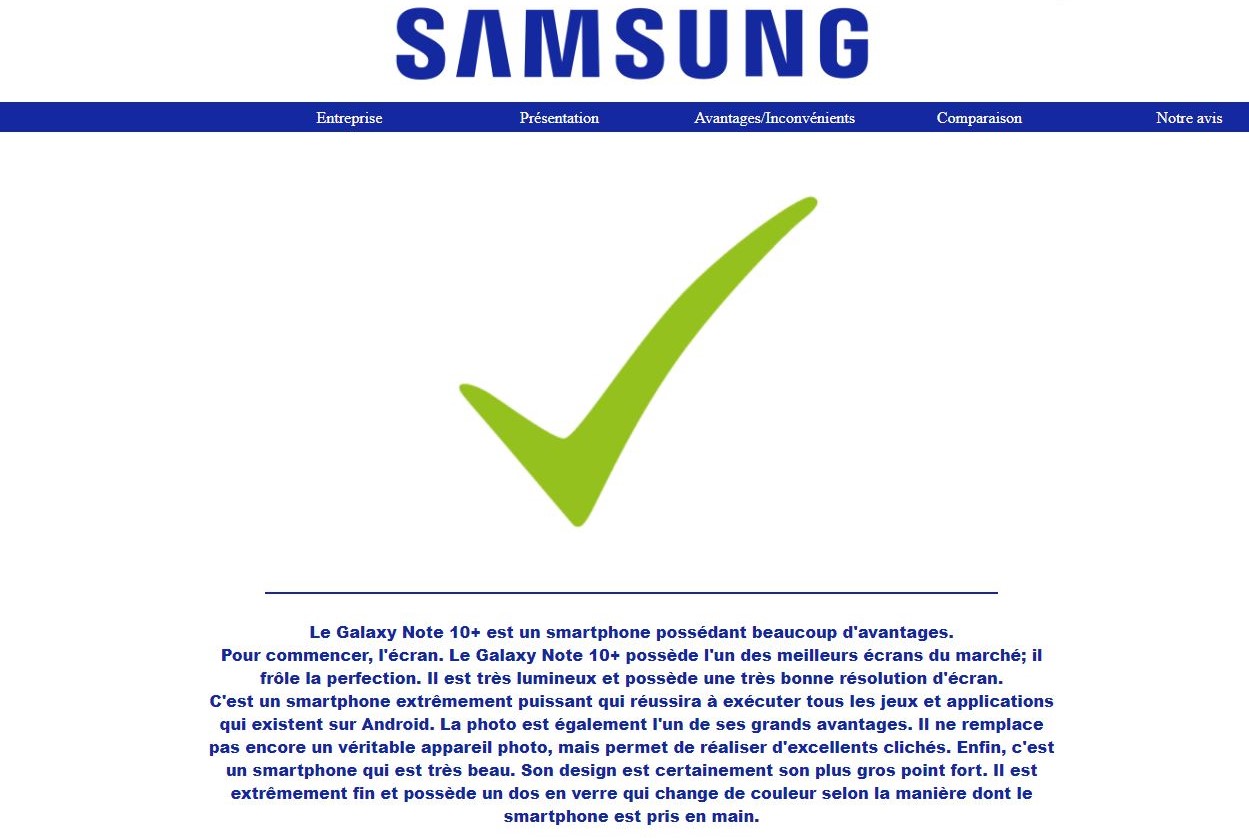 SAMSUNG
Entreprise Présentation Avantages/Inconvénients Comparaison Notre avis
Le Galaxy Note 10+ est un smartphone possédant beaucoup d'avantages.
Pour commencer, l'écran. Le Galaxy Note 10+ possède l'un des meilleurs écrans du marché; il
frôle la perfection. Il est très lumineux et possède une très bonne résolution d'écran.
C'est un smartphone extrêmement puissant qui réussira à exécuter tous les jeux et applications
qui existent sur Android. La photo est également l'un de ses grands avantages. Il ne remplace
pas encore un véritable appareil photo, mais permet de réaliser d'excellents clichés. Enfin, c'est
un smartphone qui est très beau. Son design est certainement son plus gros point fort. Il est
extrêmement fin et possède un dos en verre qui change de couleur selon la manière dont le
smartphone est pris en main.